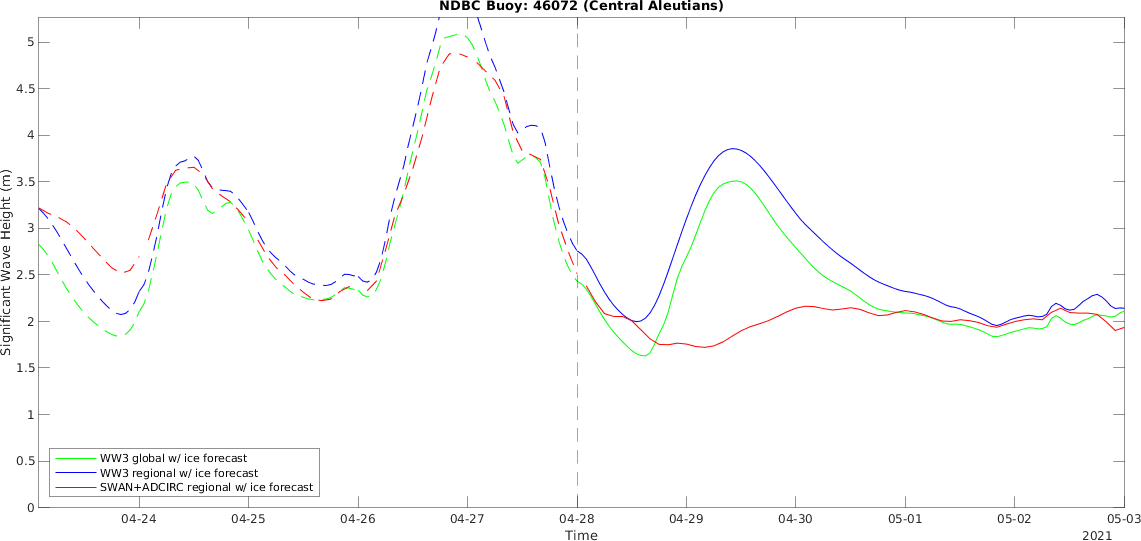 NDBC Buoy: 46072 (Central Aleutians)
Significant Wave Height (m)
5
4.5
4
3.5
3
2.5
2
1.5
1
0.5
0
WW3 global w/ ice forecast
WW3 regional w/ ice forecast
SWAN+ADCIRC regional w/ ice forecast
04-24 04-25 04-26 04-27 04-28 04-29 04-30 05-01 05-02 05-03
Time
2021